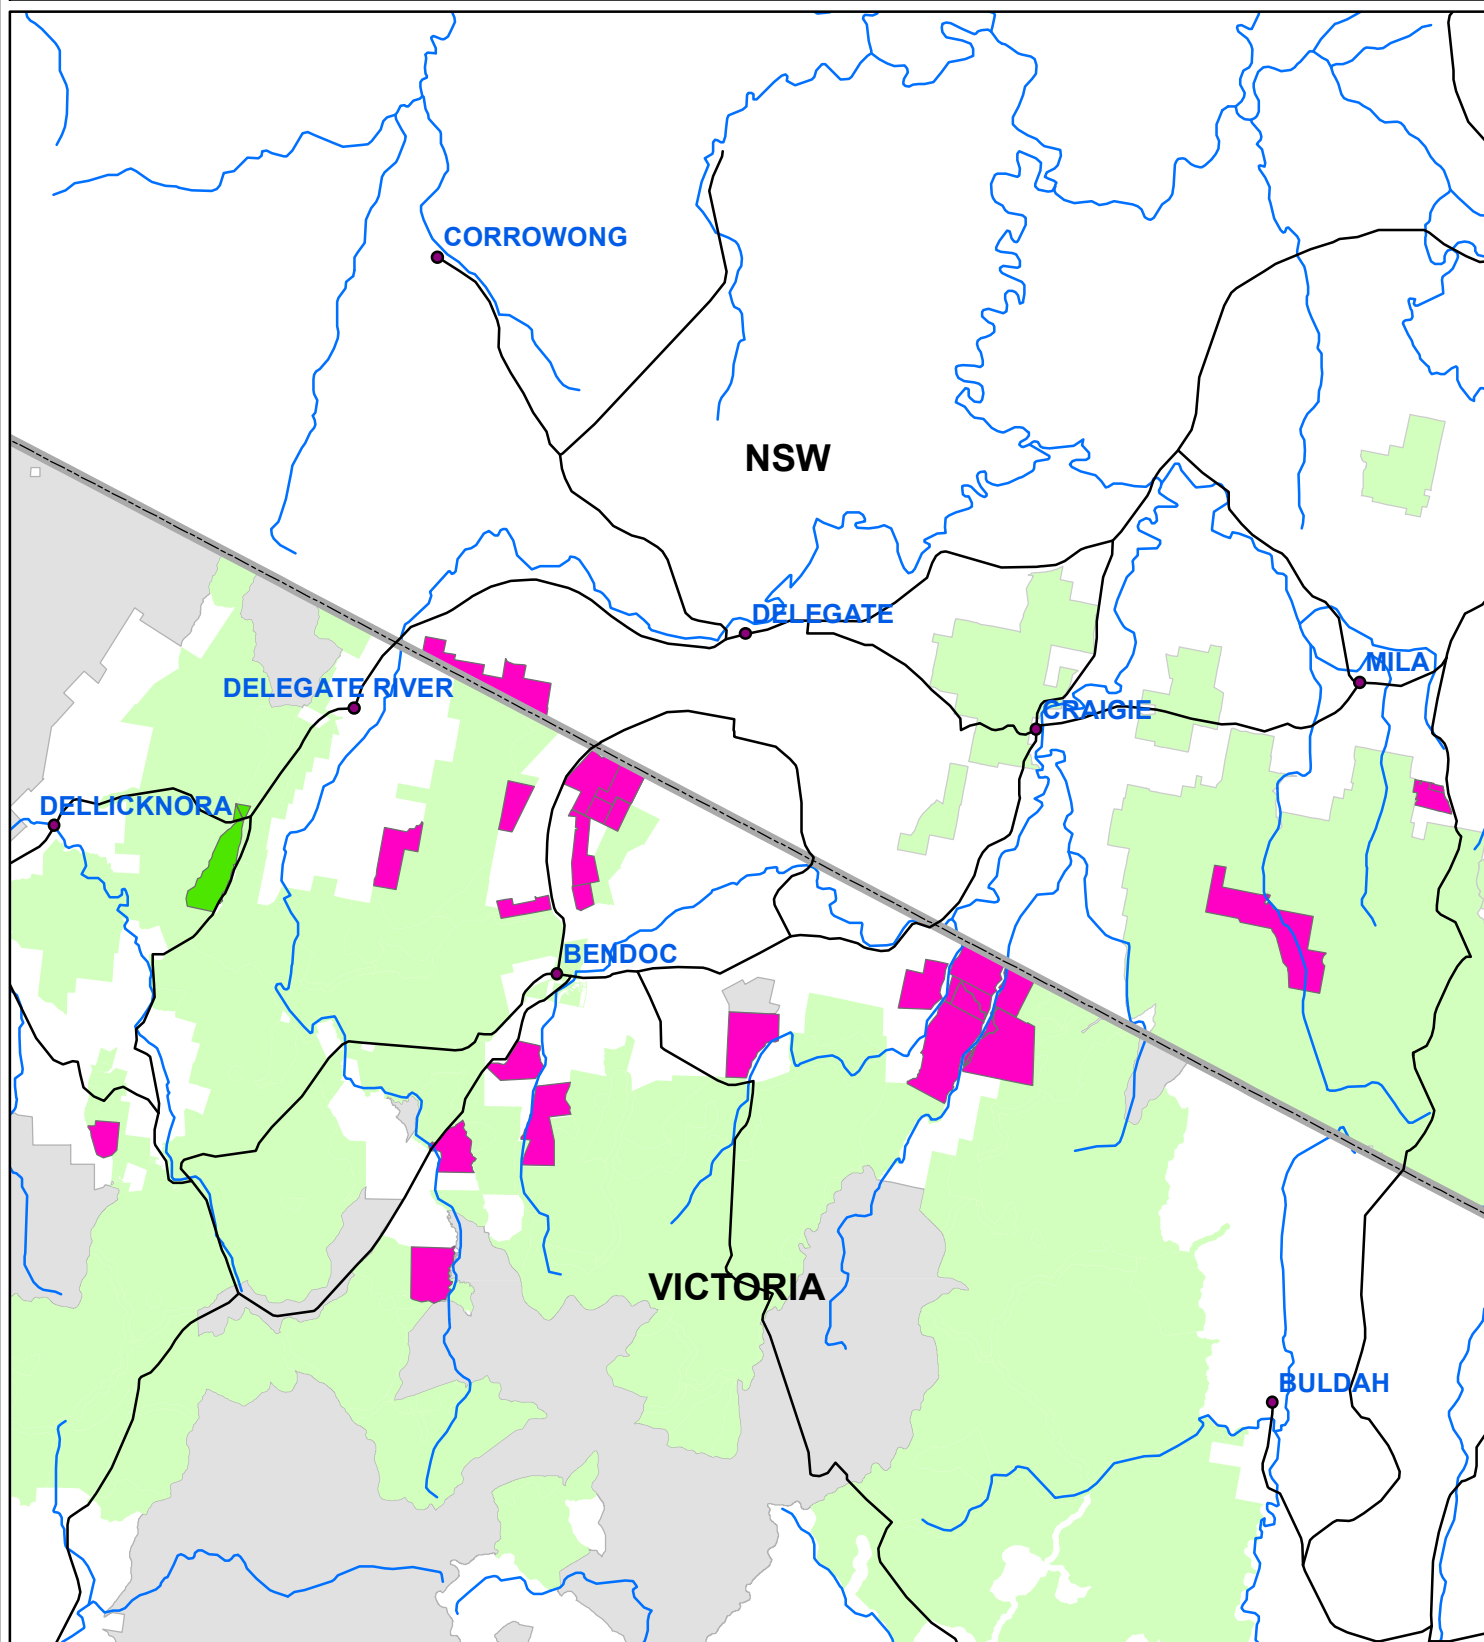 CORROWONG
NSW
DELEGATE
MILA
DELEGATE RIVER
CRAIGIE
DELLICKNORA
BENDOC
VICTORIA
BULDAH